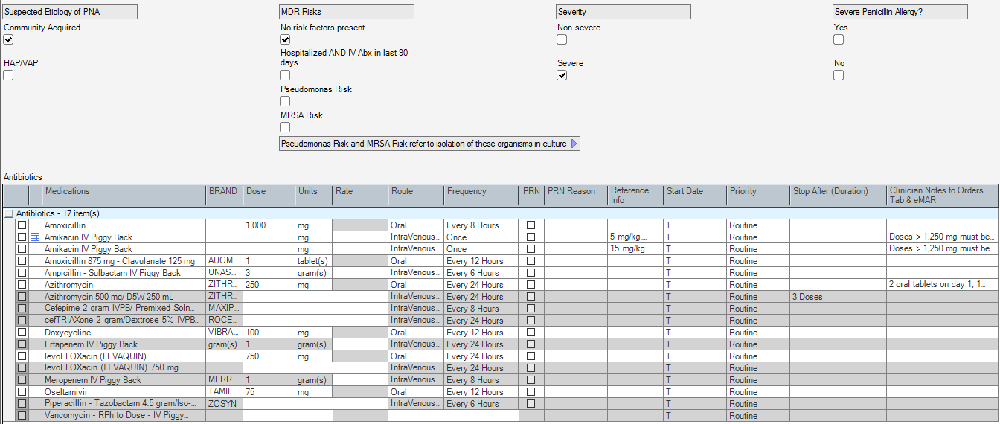 Suspected Etiology of PNA MDR Risks Severity Severe Penicillin Allergy?
Community Acquired No risk factors present Non-severe Yes
Hospitalized AND IV Abx in last 90
days
HAP/VAP Severe No
Pseudomonas Risk
MRSA Risk
Pseudomonas Risk and MRSA Risk refer to isolation of these organisms in culture
Antibiotics
Medications BRAND Dose Units Rate Route Frequency PRN PRN Reason Reference Info Start Date Priority Stop After (Duration) Clinician Notes to Orders Tab & eMAR
Antibiotics - 17 item(s)
Amoxicillin 1,000 mg Oral Every 8 Hours T Routine
Amikacin IV Piggy Back mg IntraVenous... Once 5 mg/kg.... T Routine Doses > 1,250 mg must be...
Amikacin IV Piggy Back mg IntraVenous... Once 15 mg/kg.... T Routine Doses > 1,250 mg must be...
Amoxicillin 875 mg - Clavulanate 125 mg AUGM... 1 tablet(s) Oral Every 12 Hours T Routine
Ampicillin - Sulbactam IV Piggy Back UNAS... 3 gram(s) IntraVenous... Every 6 Hours T Routine
Azithromycin ZITHR... 250 mg Oral Every 24 Hours T Routine 2 oral tablets on day 1, 1...
Azithromycin 500 mg/ D5W 250 mL ZITHR... IntraVenous... Every 24 Hours T Routine 3 Doses
Cefepime 2 gram IVPB/ Premixed Soln... MAXIP... IntraVenous... Every 8 Hours T Routine
cefTRIAXone 2 gram/Dextrose 5% IVPB... ROCE... IntraVenous... Every 24 Hours T Routine
Doxycycline VIBRA... 100 mg Oral Every 12 Hours T Routine
Ertapenem IV Piggy Back gram(s) 1 gram(s) IntraVenous... Every 24 Hours T Routine
levoFLOXacin (LEVAQUIN) 750 mg Oral Every 24 Hours T Routine
levoFLOXacin (LEVAQUIN) 750 mg... IntraVenous... Every 24 Hours T Routine
Meropenem IV Piggy Back MERR... 1 gram(s) IntraVenous... Every 8 Hours T Routine
Oseltamivir TAMIF... 75 mg Oral Every 12 Hours T Routine
Piperacillin - Tazobactam 4.5 gram/Iso-... ZOSYN IntraVenous... Every 6 Hours T Routine
Vancomycin - RPh to Dose - IV Piggy... T Routine